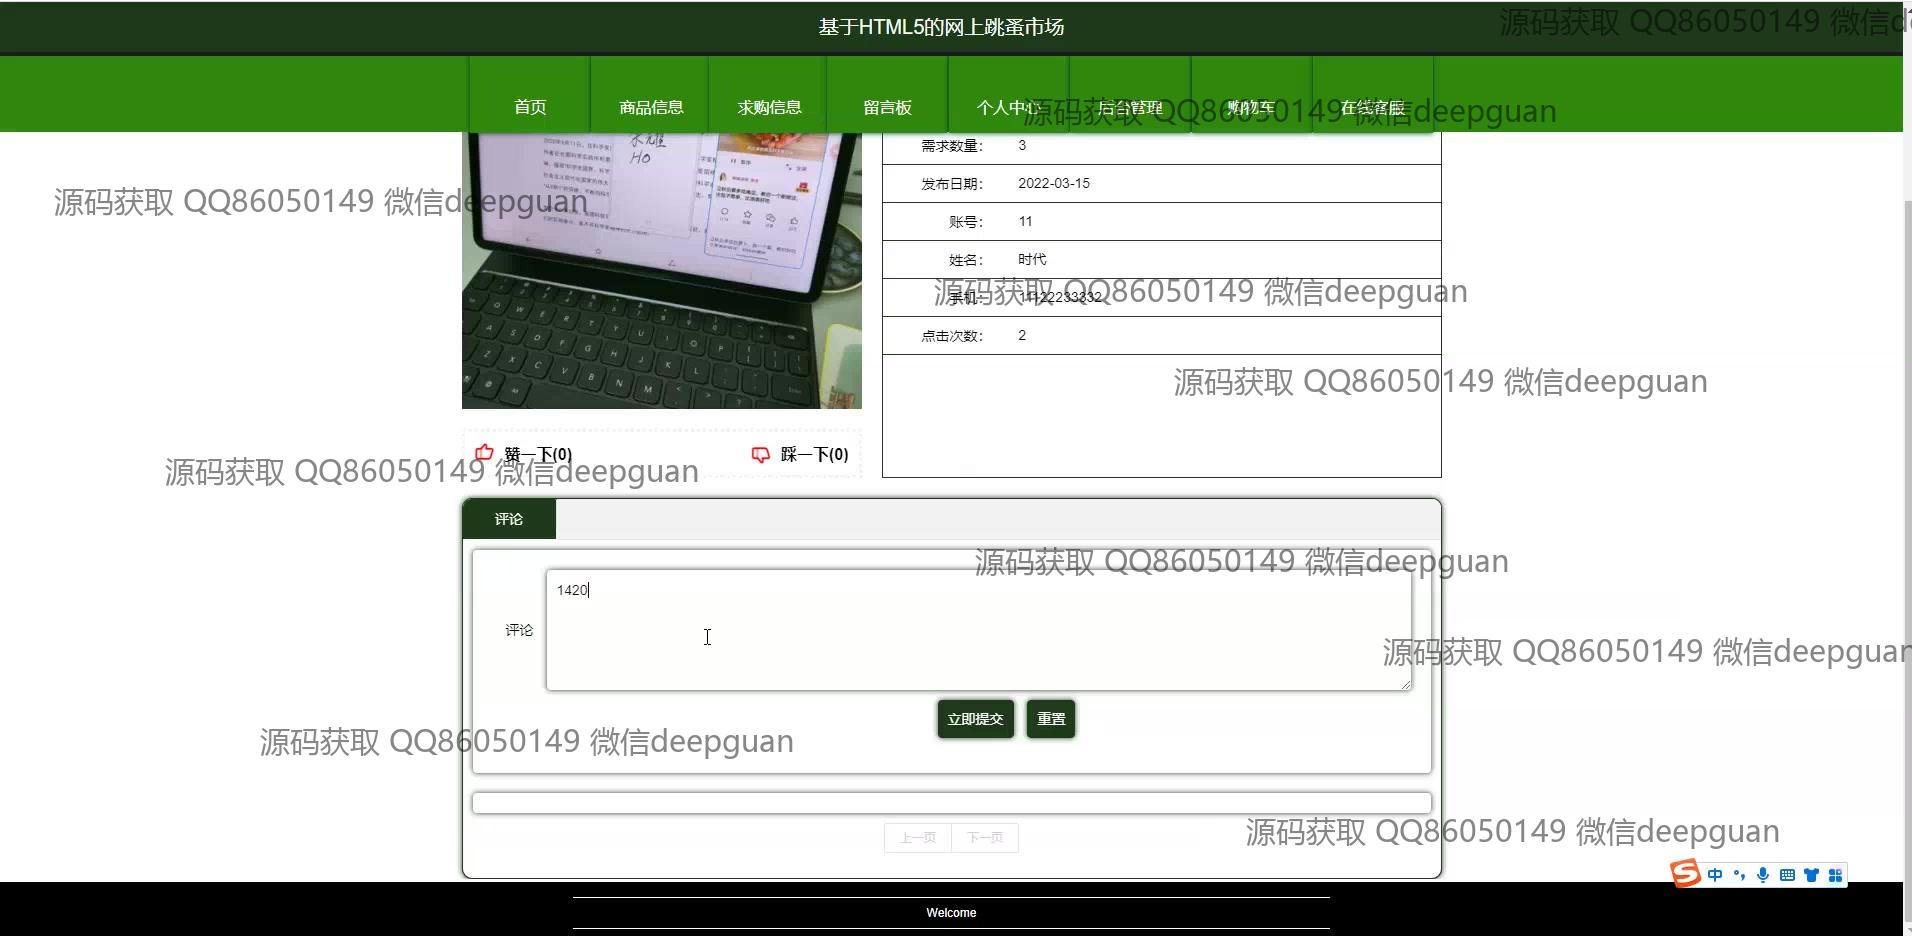 基于HTML5的网上跳蚤市场
源码获取 QQ86050149 微信de
首页 商品信息 求购信息 留言板 个人中心 后台管理 购物车 在线客服
源码获取 QQ86050149 微信deepguan
需求数量： 3
发布日期： 2022-03-15
源码获取 QQ86050149 微信deepguan
账号： 11
姓名： 时代
手机： 11122233332
源码获取 QQ86050149 微信deepguan
点击次数： 2
源码获取 QQ86050149 微信deepguan
赞一下(0) 踩一下(0)
源码获取 QQ86050149 微信deepguan
评论
源码获取 QQ86050149 微信deepguan
1420
评论
源码获取 QQ86050149 微信deepguan
立即提交 重置
源码获取 QQ86050149 微信deepguan
上一页 下一页
源码获取 QQ86050149 微信deepguan
中
Welcome